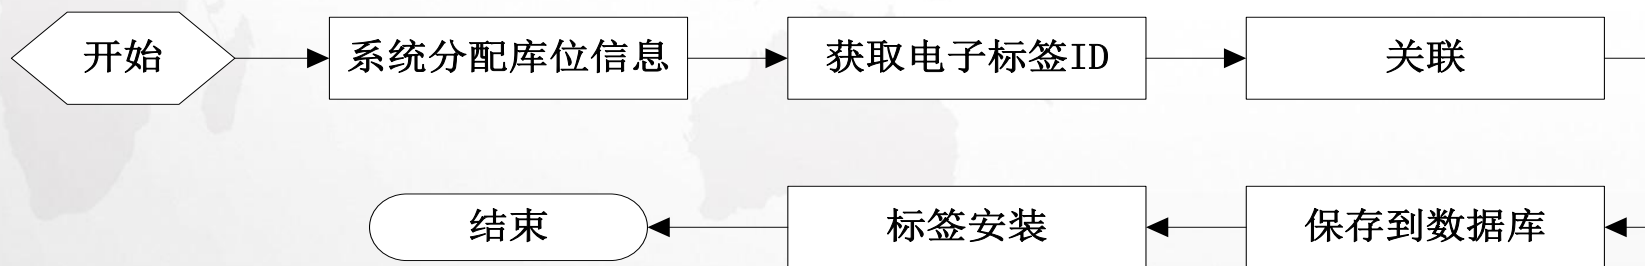 开始
系统分配库位信息
获取电子标签ID
关联
保存到数据库
标签安装
结束